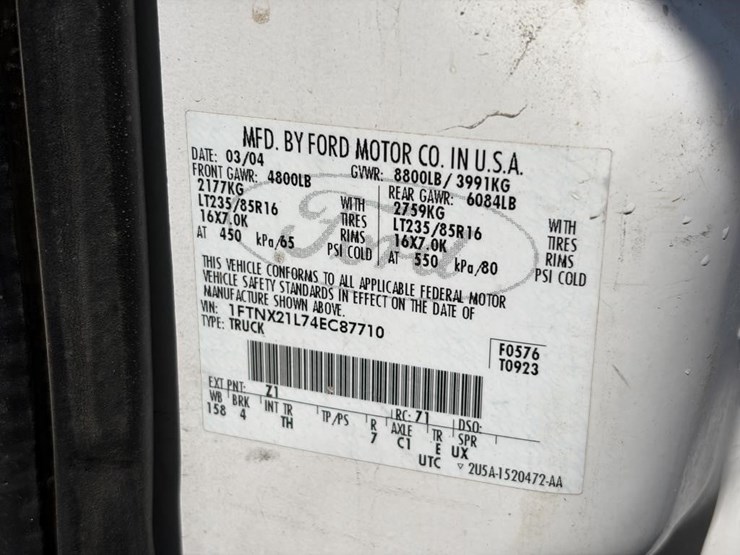 MFD. BY FORD MOTOR CO. IN U.S.A.
DATE: 03/04 GVWR: 8800LB/ 3991KG
FRONT GAWR: 4800LB REAR GAWR: 6084LB
2177KG WITH 2759KG WITH
LT235/85R16 TIRES LT235/85R16 TIRES
16X7.0K RINS 16X7.0K RINS
AT 450 kPa/65 PSI COLD AT 550 kPa/80 PSI COLD
THIS VEHICLE CONFORMS TO ALL APPLICABLE FEDERAL MOTOR
VEHICLE SAFETY STANDARDS IN EFFECT ON THE DATE OF
MANUFACTURE SHOWN ABOVE.
VIN: 1FTNX21L74EC87710
TYPE: TRUCK
F0576
T0923
EXT PNT: Z1 RC: 71 DSO:
WB BRK INT TR TP/PS R AXLE TR SPR
158 4 TH 7 C1 E UX
UTC ▽ 2U5A-1520472-AA
Ford